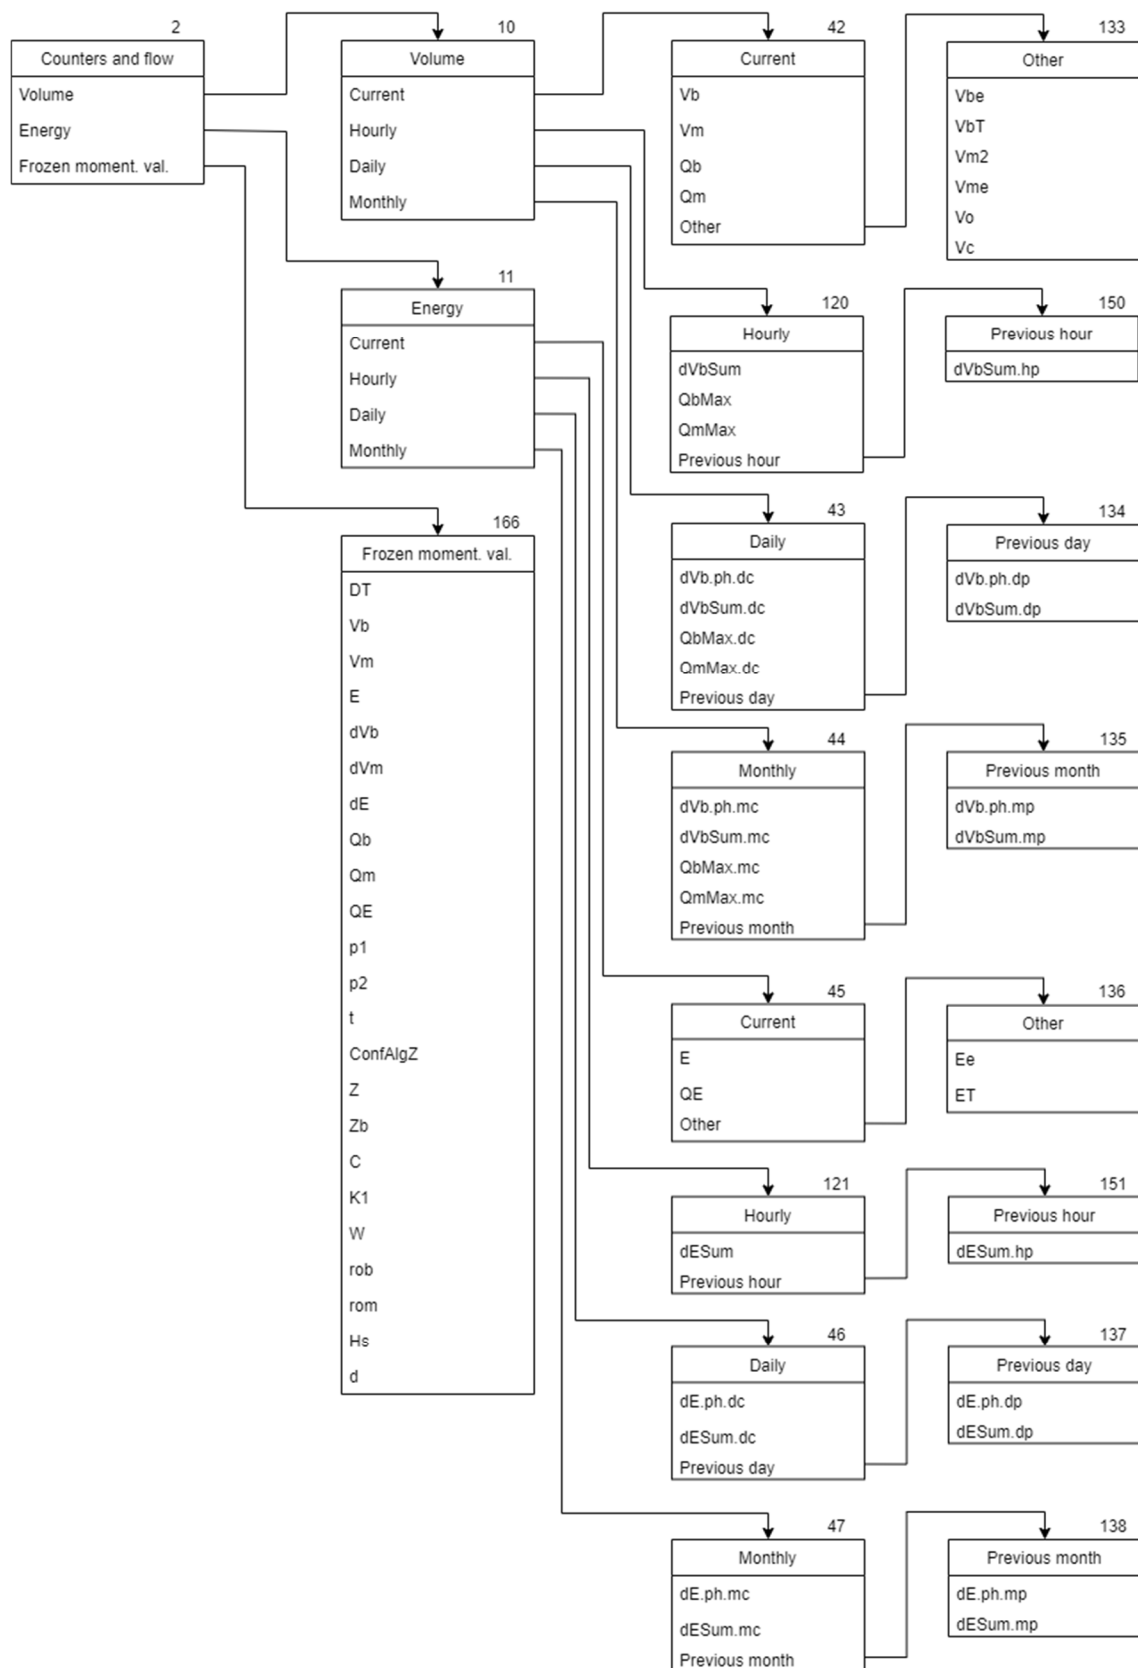 2
Counters and flow
Volume
Energy
Frozen moment. val.
10
Volume
Current
Hourly
Daily
Monthly
11
Energy
Current
Hourly
Daily
Monthly
166
Frozen moment. val.
DT
Vb
Vm
E
dVb
dVm
dE
Qb
Qm
QE
p1
p2
t
ConfAlgZ
Z
Zb
C
K1
W
rob
rom
Hs
d
42
Current
Vb
Vm
Qb
Qm
Other
133
Other
Vbe
VbT
Vm2
Vme
Vo
Vc
120
Hourly
dVbSum
QbMax
QmMax
Previous hour
150
Previous hour
dVbSum.hp
43
Daily
dVb.ph.dc
dVbSum.dc
QbMax.dc
QmMax.dc
Previous day
134
Previous day
dVb.ph.dp
dVbSum.dp
44
Monthly
dVb.ph.mc
dVbSum.mc
QbMax.mc
QmMax.mc
Previous month
135
Previous month
dVb.ph.mp
dVbSum.mp
45
Current
E
QE
Other
136
Other
Ee
ET
121
Hourly
dESum
Previous hour
151
Previous hour
dESum.hp
46
Daily
dE.ph.dc
dESum.dc
Previous day
137
Previous day
dE.ph.dp
dESum.dp
47
Monthly
dE.ph.mc
dESum.mc
Previous month
138
Previous month
dE.ph.mp
dESum.mp